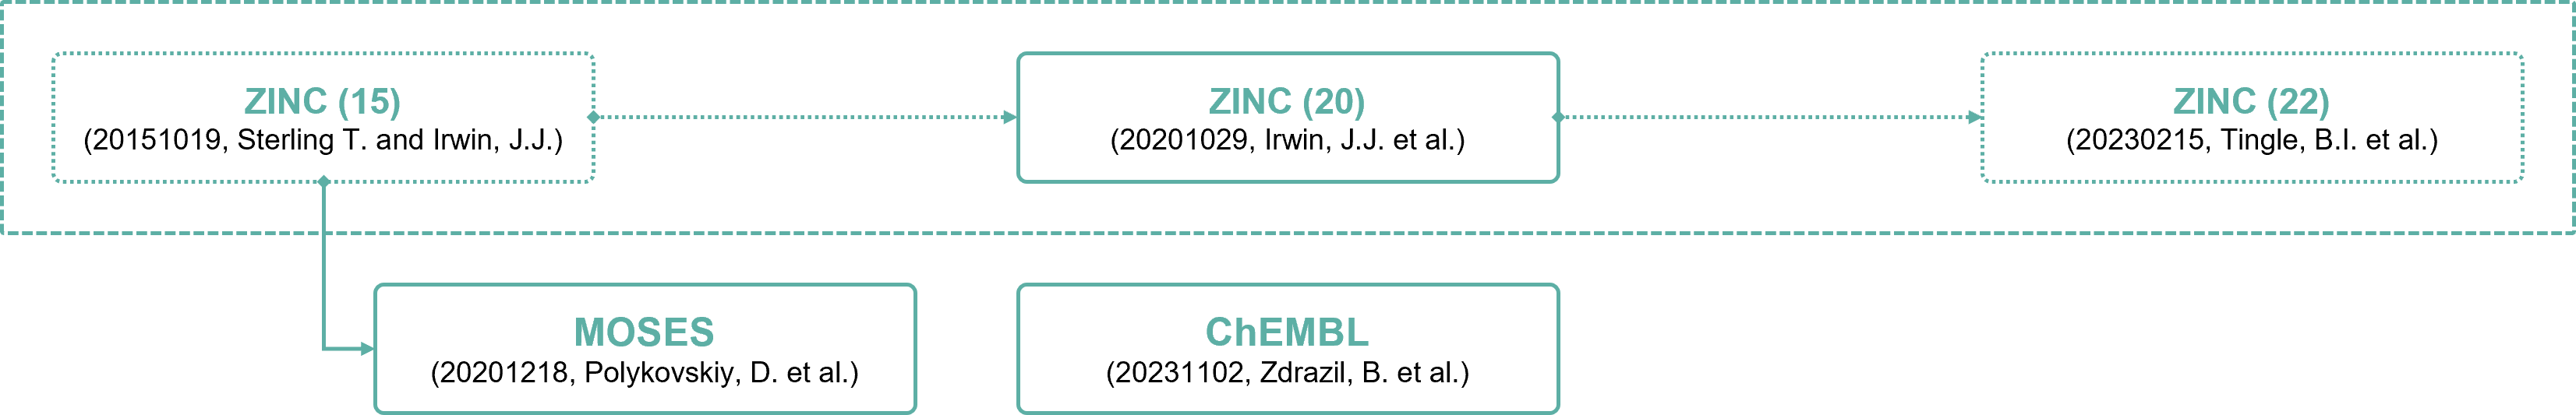 ZINC (15)
(20151019, Sterling T. and Irwin, J.J.)
ZINC (20)
(20201029, Irwin, J.J. et al.)
ZINC (22)
(20230215, Tingle, B.I. et al.)
MOSES
(20201218, Polykovskiy, D. et al.)
ChEMBL
(20231102, Zdrazil, B. et al.)